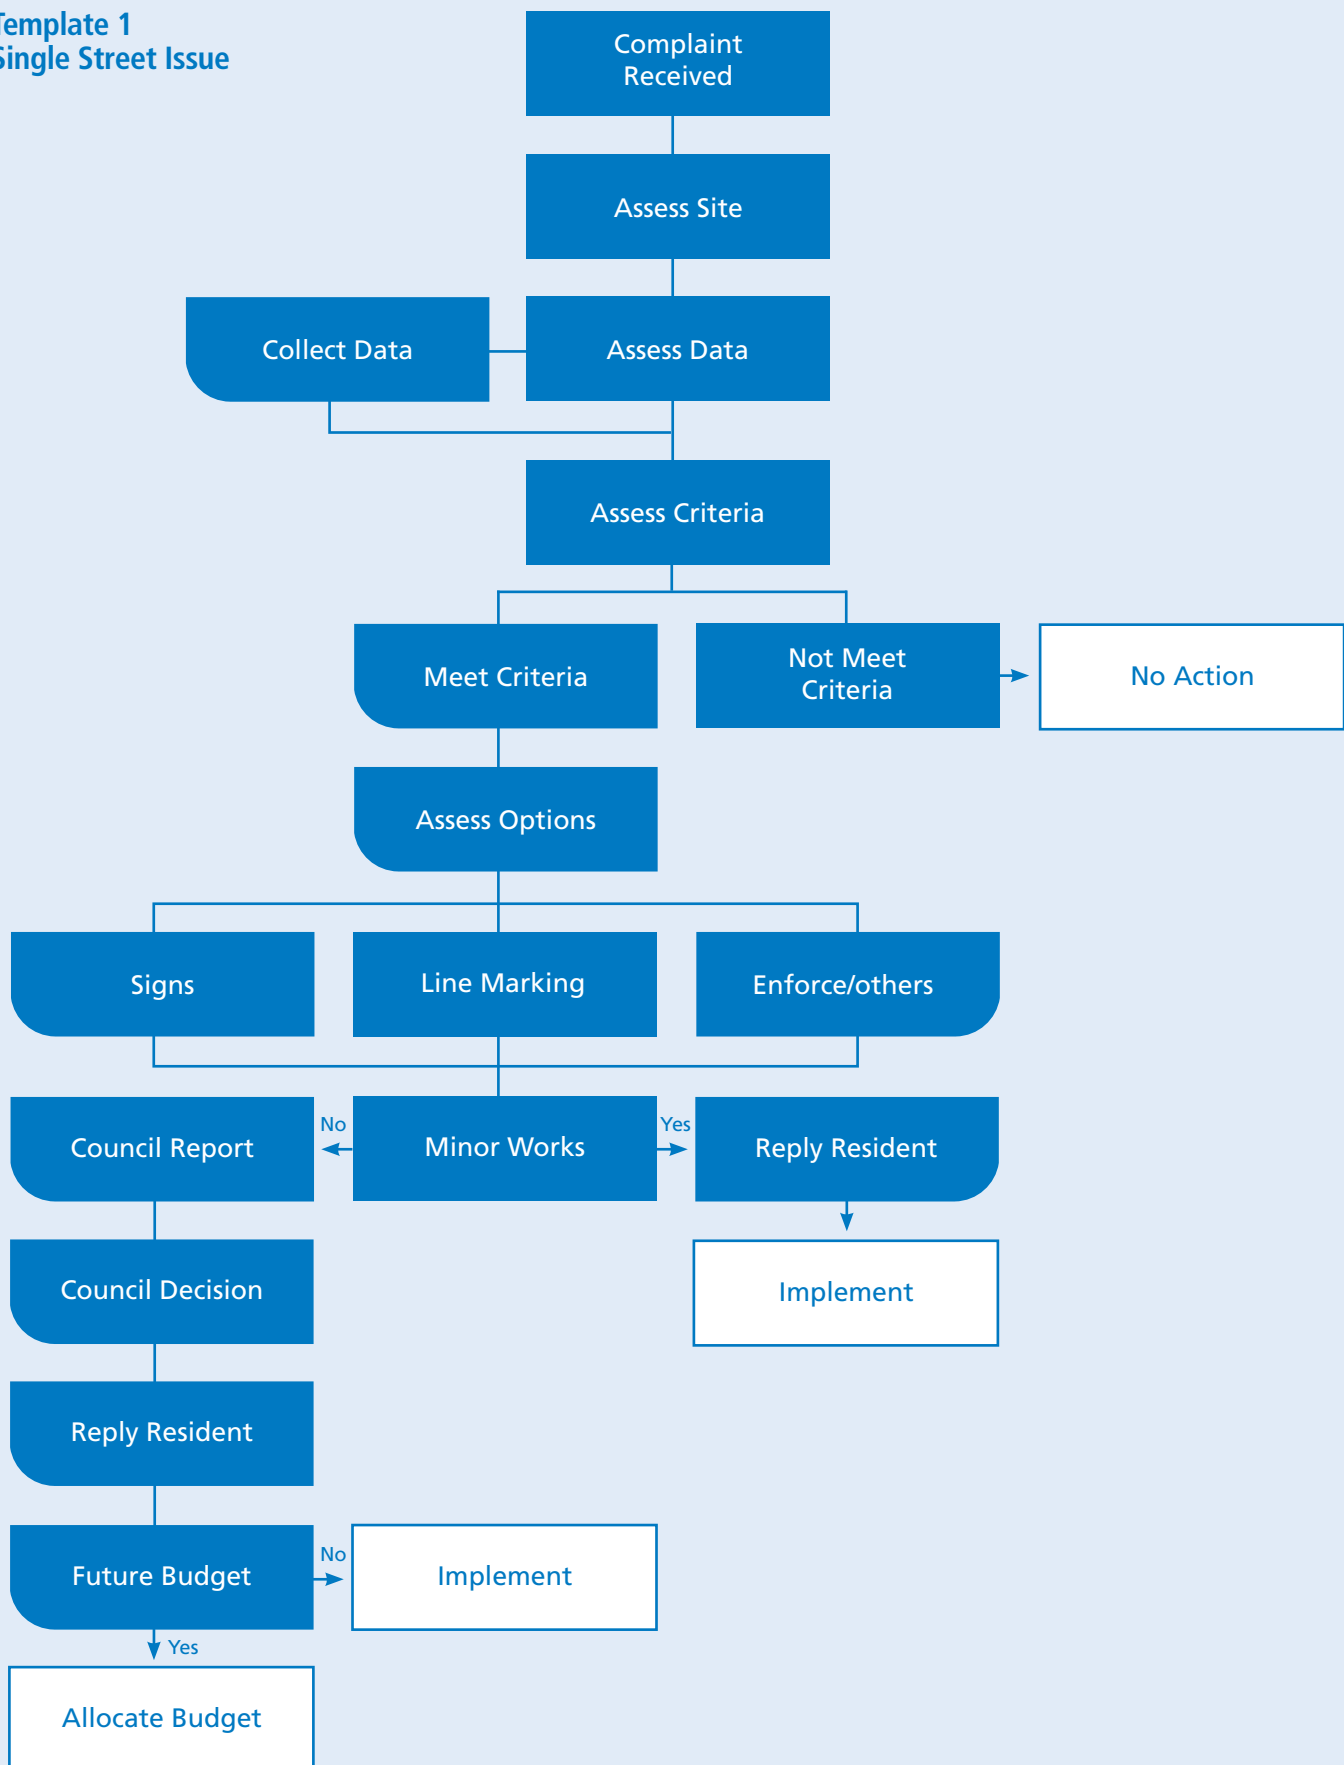 Template 1
Single Street Issue
Complaint
Received
Assess Site
Collect Data
Assess Data
Assess Criteria
Meet Criteria
Not Meet
Criteria
No Action
Assess Options
Signs
Line Marking
Enforce/others
Council Report
No
Minor Works
Yes
Reply Resident
Council Decision
Implement
Reply Resident
Future Budget
No
Implement
Yes
Allocate Budget